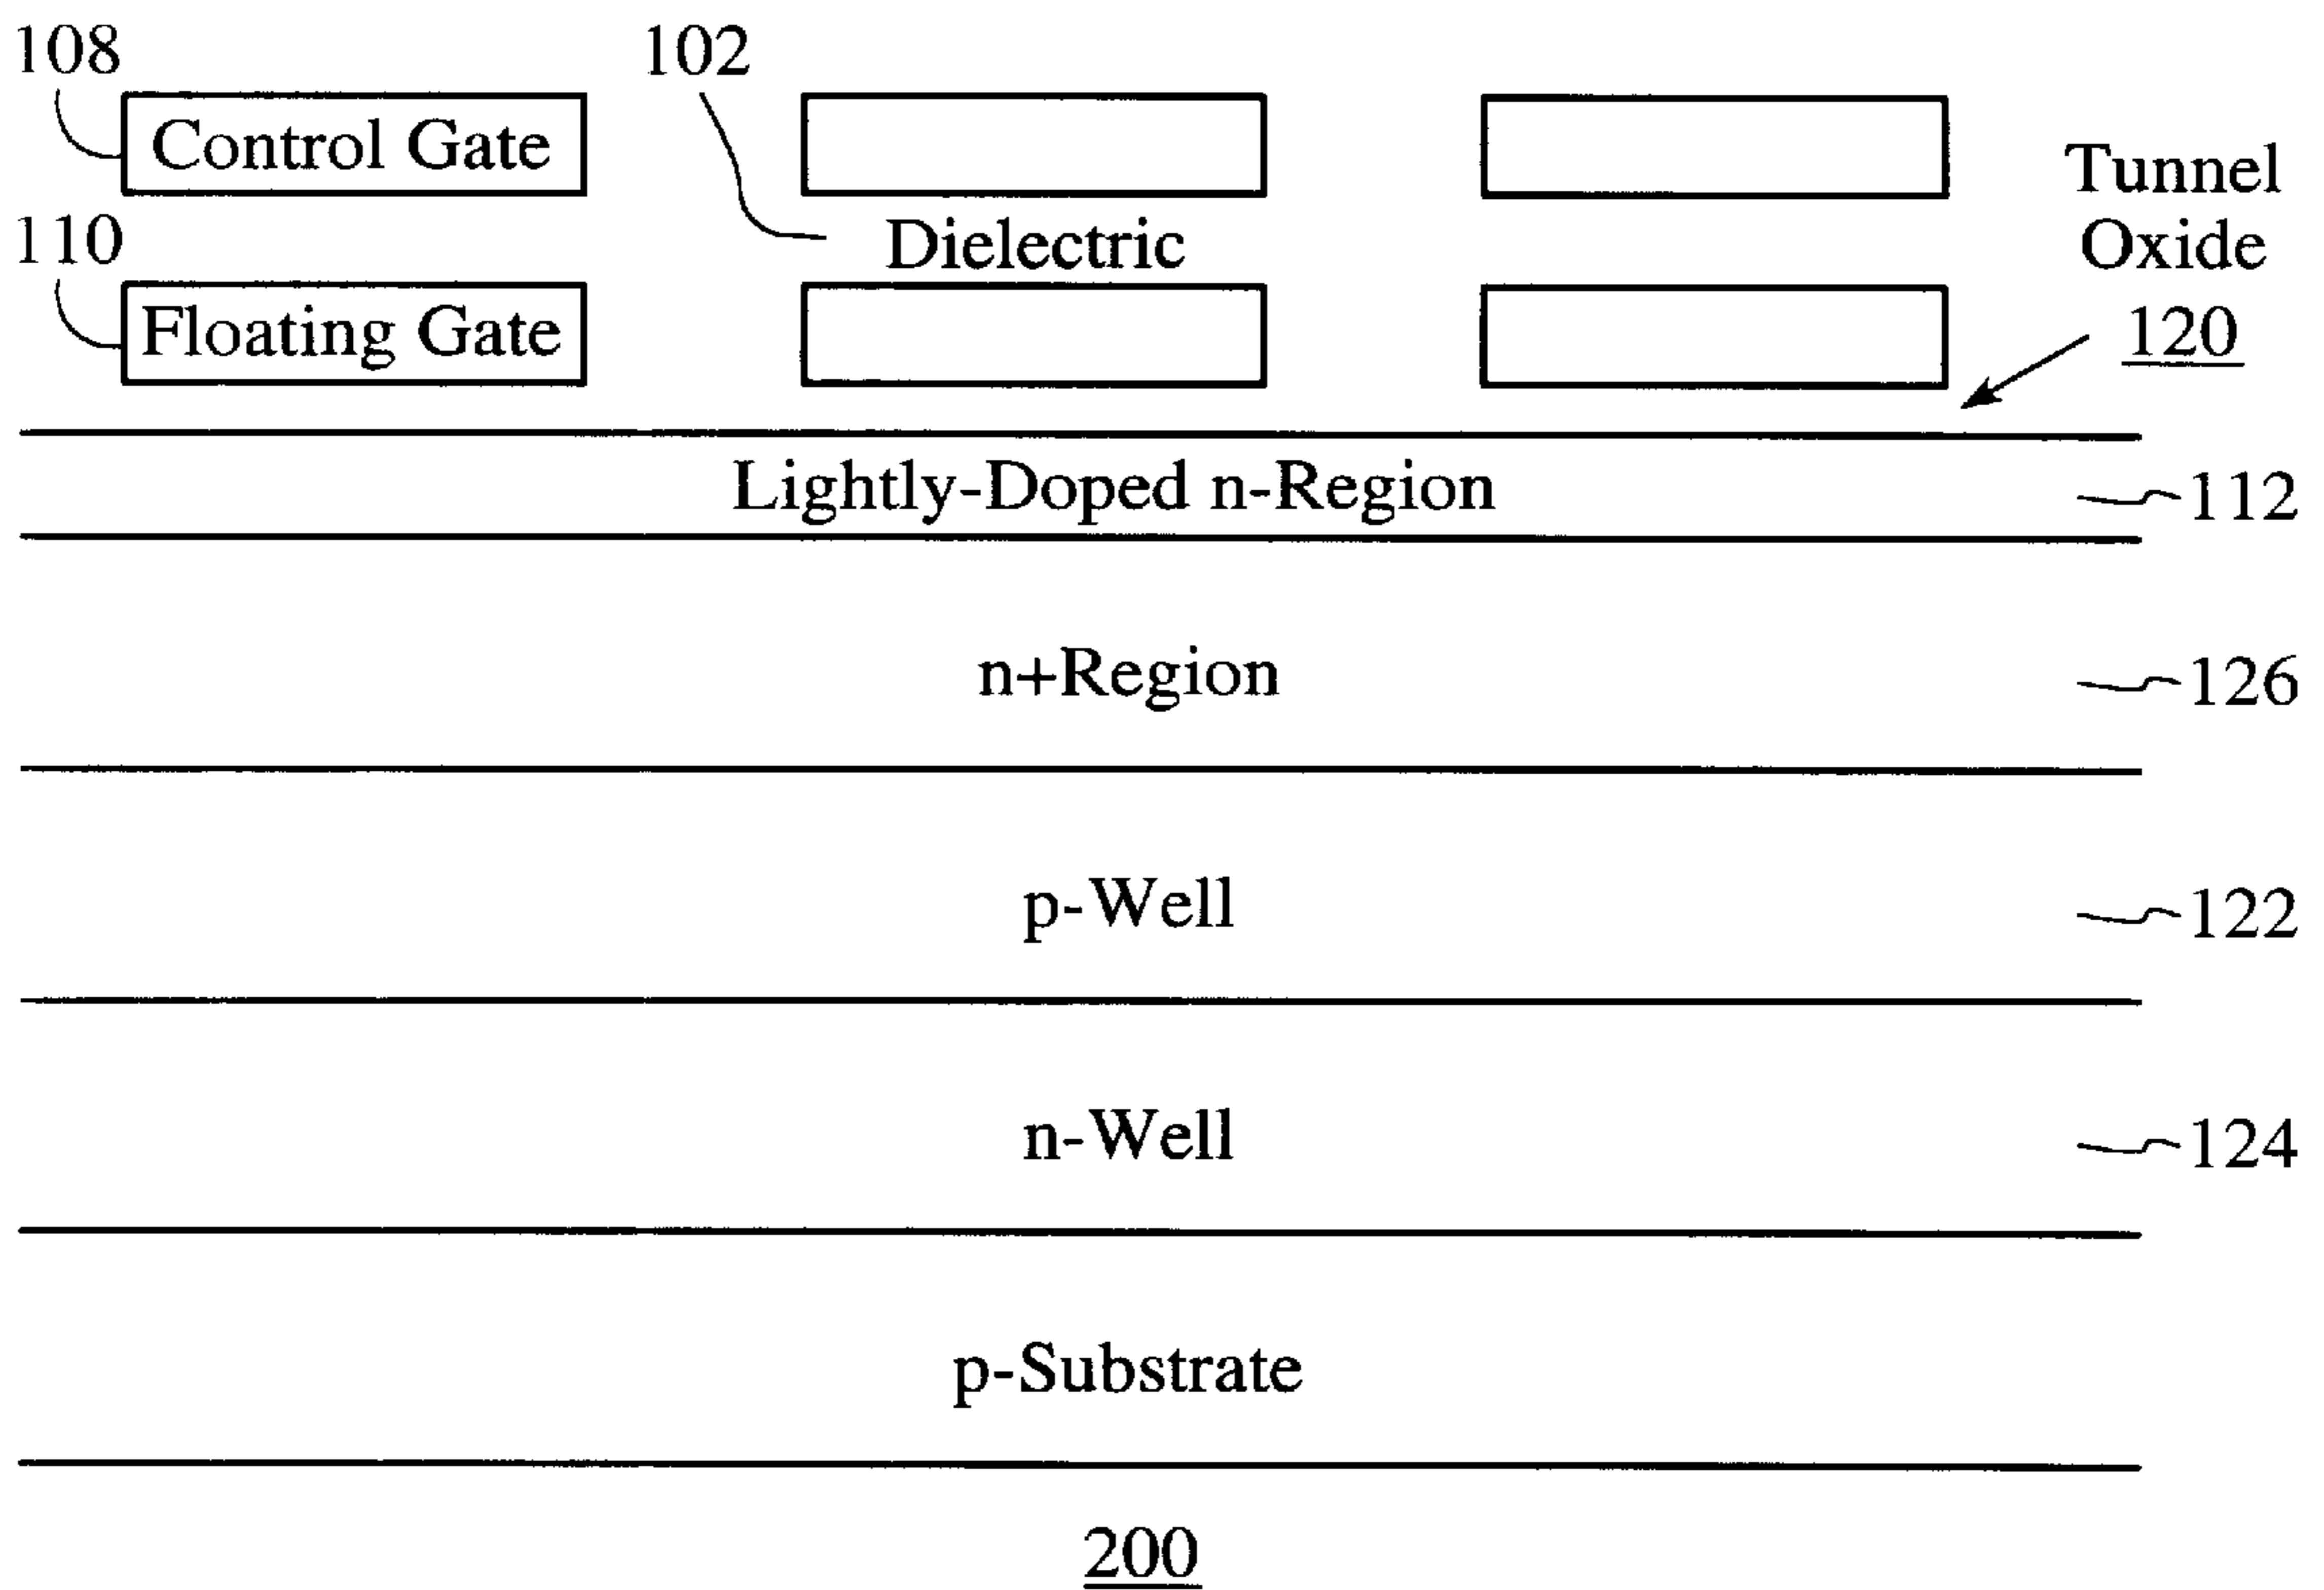 108
102
Control Gate
Tunnel
Oxide
120
110
Dielectric
Floating Gate
Lightly-Doped n-Region
112
n+Region
126
p-Well
122
n-Well
124
p-Substrate
200